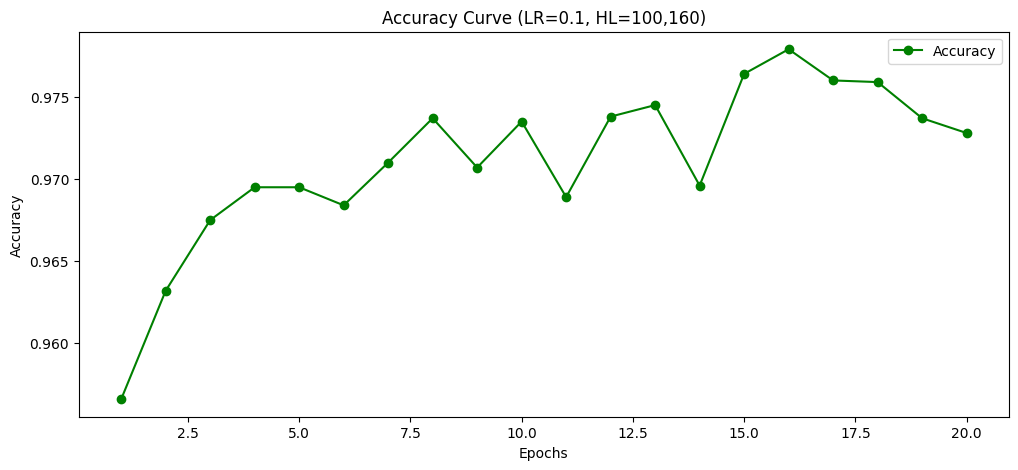 Accuracy Curve (LR=0.1, HL=100,160)
Accuracy
0.975
0.970
0.965
0.960
Accuracy
2.5 5.0 7.5 10.0 12.5 15.0 17.5 20.0
Epochs